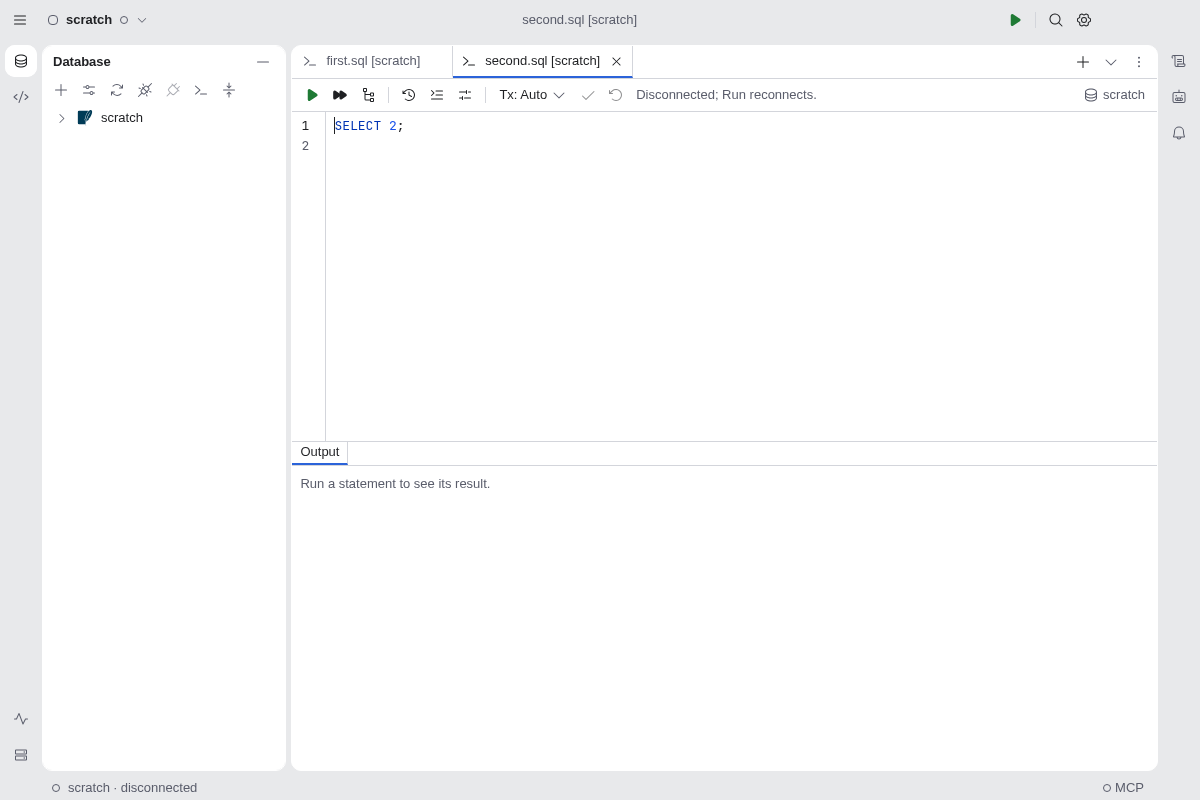 scratch
second.sql [scratch]
Database
first.sql [scratch]
second.sql [scratch]
Tx: Auto
Disconnected; Run reconnects.
scratch
scratch
1
SELECT 2;
2
Output
Run a statement to see its result.
scratch · disconnected
MCP